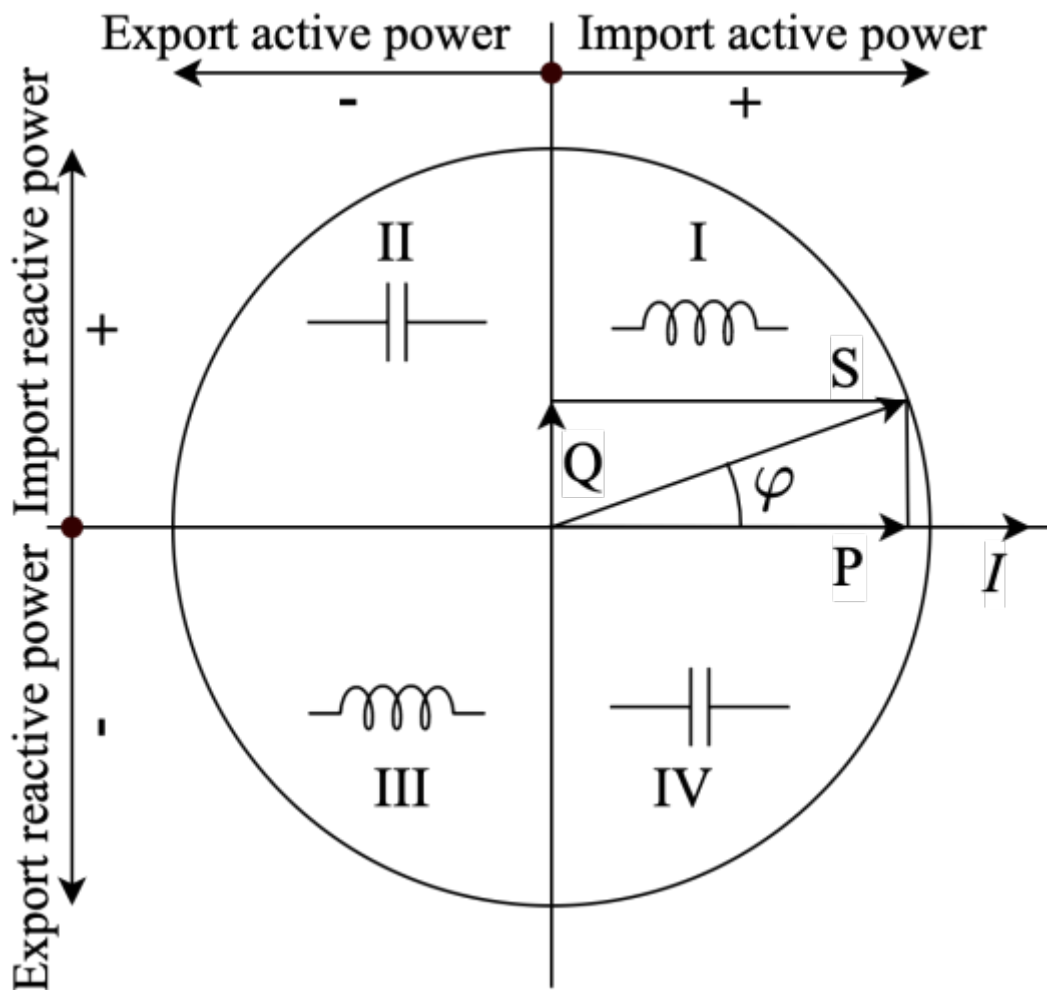 Export active power
Import active power
-
+
Import reactive power
+
Export reactive power
-
II
I
S
Q
φ
P
I
III
IV